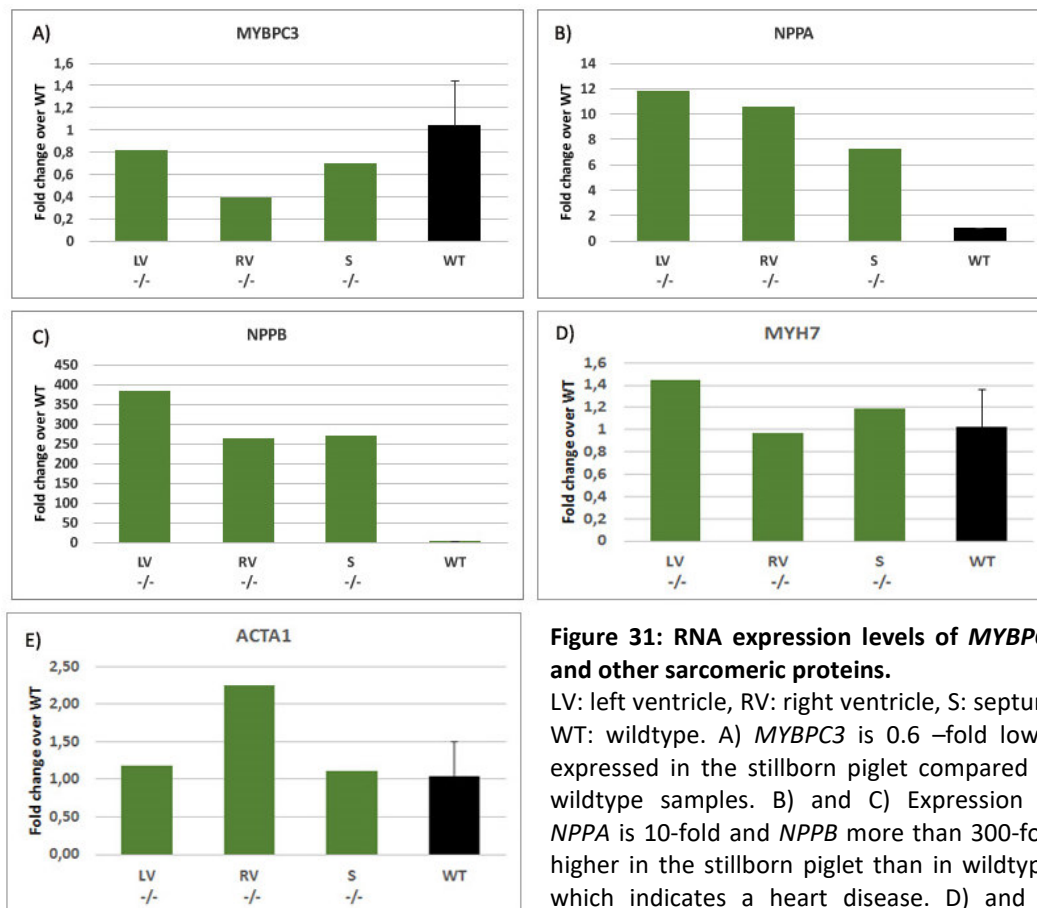 A)
MYBPC3
Fold change over WT
1,6
1,4
1,2
1
0,8
0,6
0,4
0,2
0
LV RV S WT
-/- -/- -/-
B)
NPPA
Fold change over WT
14
12
10
8
6
4
2
0
LV RV S WT
-/- -/- -/-
C)
NPPB
Fold change over WT
450
400
350
300
250
200
150
100
50
0
LV RV S WT
-/- -/- -/-
D)
MYH7
Fold change over WT
1,6
1,4
1,2
1
0,8
0,6
0,4
0,2
0
LV RV S WT
-/- -/- -/-
E)
ACTA1
Fold change over WT
2,50
2,00
1,50
1,00
0,50
0,00
LV RV S WT
-/- -/- -/-
Figure 31: RNA expression levels of
and other sarcomeric proteins.
LV: left ventricle, RV: right ventricle, S:
WT: wildtype. A) MYBPC3 is 0.6 –fold
expressed in the stillborn piglet compared
wildtype samples. B) and C) Expression
NPPA is 10-fold and NPPB more than
higher in the stillborn piglet than in
which indicates a heart disease. D) and